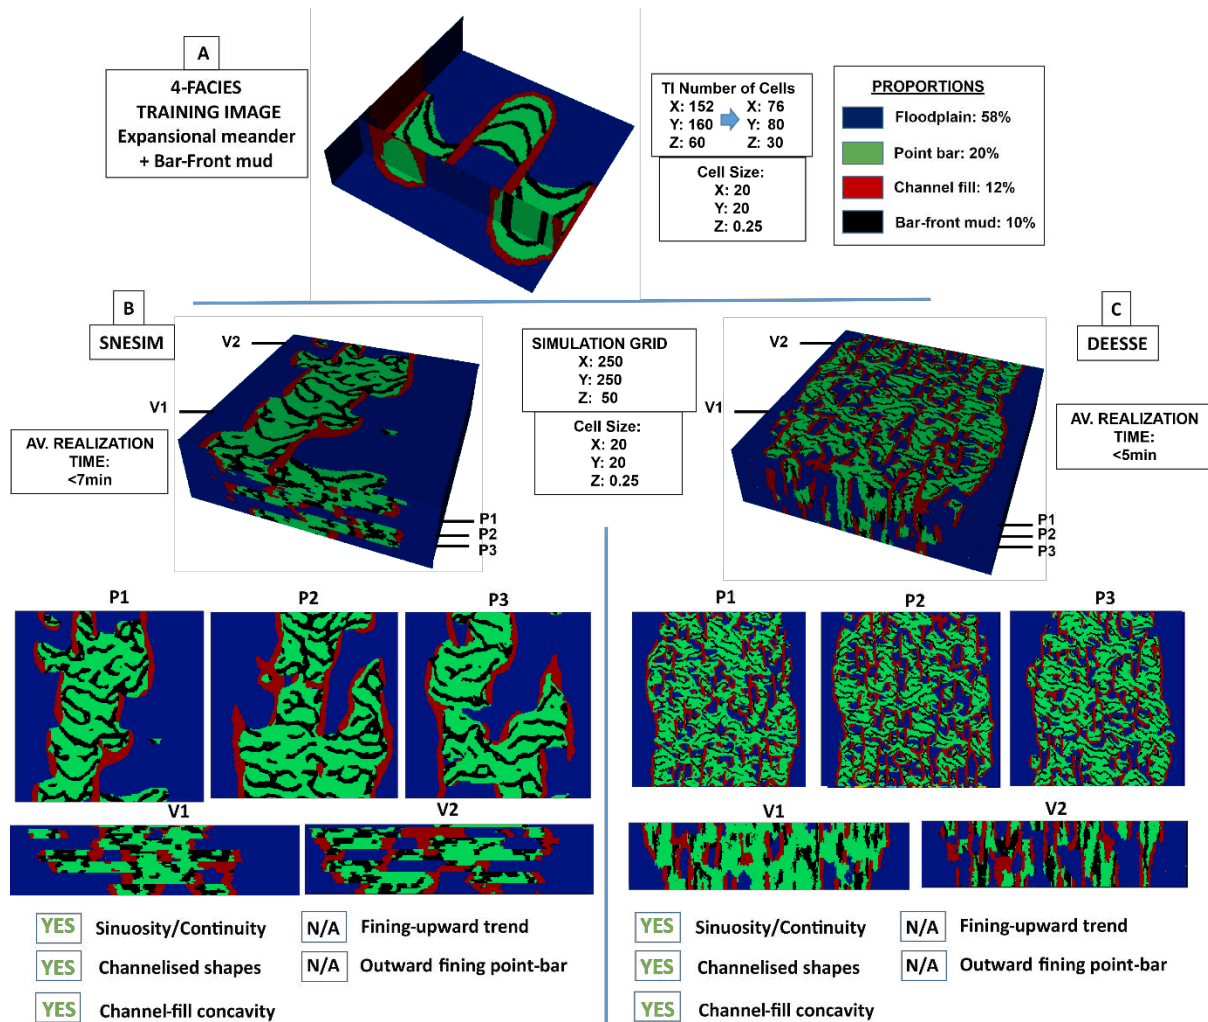 A
4-FACIES
TRAINING IMAGE
Expansional meander
+ Bar-Front mud
TI Number of Cells
X: 152 X: 76
Y: 160 Y: 80
Z: 60 Z: 30
Cell Size:
X: 20
Y: 20
Z: 0.25
PROPORTIONS
Floodplain: 58%
Point bar: 20%
Channel fill: 12%
Bar-front mud: 10%
B
SNESIM
V2
V1
AV. REALIZATION
TIME:
<7min
P1
P2
P3
SIMULATION GRID
X: 250
Y: 250
Z: 50
Cell Size:
X: 20
Y: 20
Z: 0.25
C
DEESSE
V2
V1
AV. REALIZATION
TIME:
<5min
P1
P2
P3
P1 P2 P3
V1 V2
YES Sinuosity/Continuity N/A Fining-upward trend
YES Channelised shapes N/A Outward fining point-bar
YES Channel-fill concavity
P1 P2 P3
V1 V2
YES Sinuosity/Continuity N/A Fining-upward trend
YES Channelised shapes N/A Outward fining point-bar
YES Channel-fill concavity